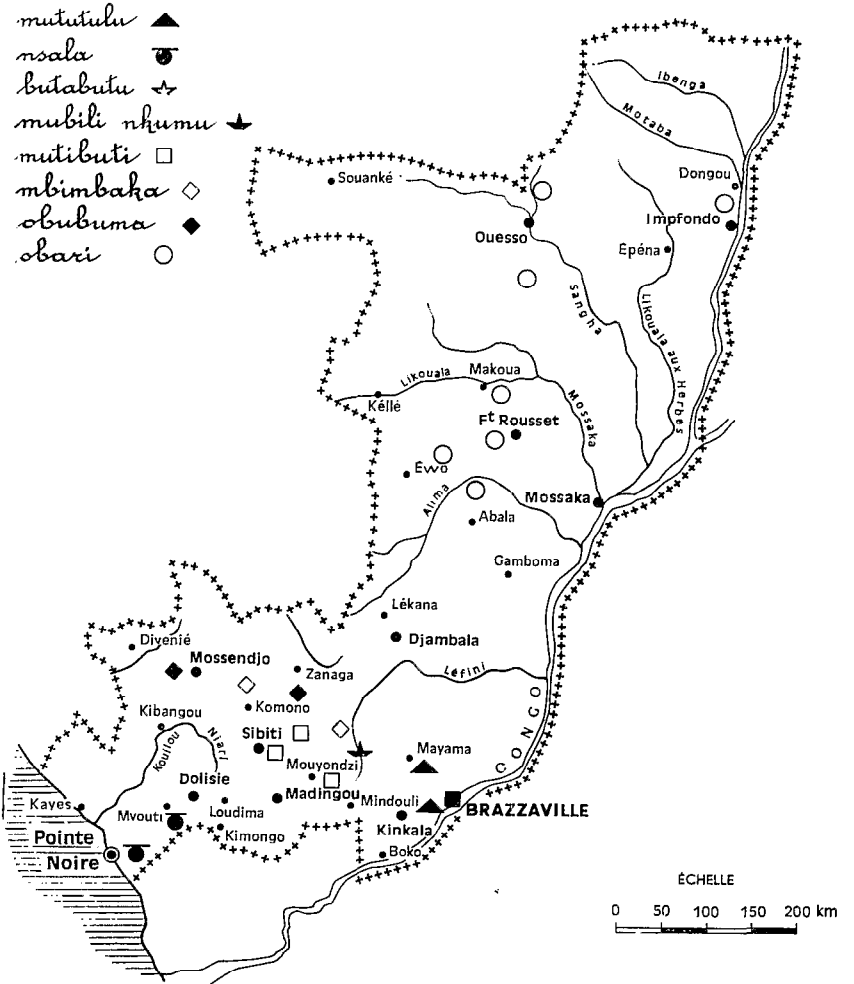 mututulu
nsala
butabutu
mubili nkumu
mutibuti
mbimbaka
obubuma
obari
Ibenga
Motaba
Dongou
Souanké
Impfondo
Ouesso
Épéna
Sangha
Likouala aux Herbes
Likouala
Makoua
Kéllé
Mossaka
Ft Rousset
Éwo
Alima
Mossaka
Abala
Gamboma
Lékana
Divenié
Djambala
Mossendjo
Zanaga
Léfini
Komono
CONGO
Kibangou
Niari
Kouilou
Sibiti
Mayama
Mouyondzi
Dolisie
Madingou
Kayes
Mvouti
Loudima
Mindouli
BRAZZAVILLE
Kimongo
Kinkala
Pointe
Noire
Boko
ÉCHELLE
0 50 100 150 200 km